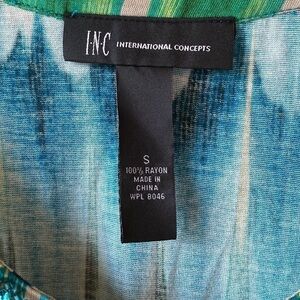 I·N·C INTERNATIONAL CONCEPTS
S
100% RAYON
MADE IN
CHINA
WPL 8046